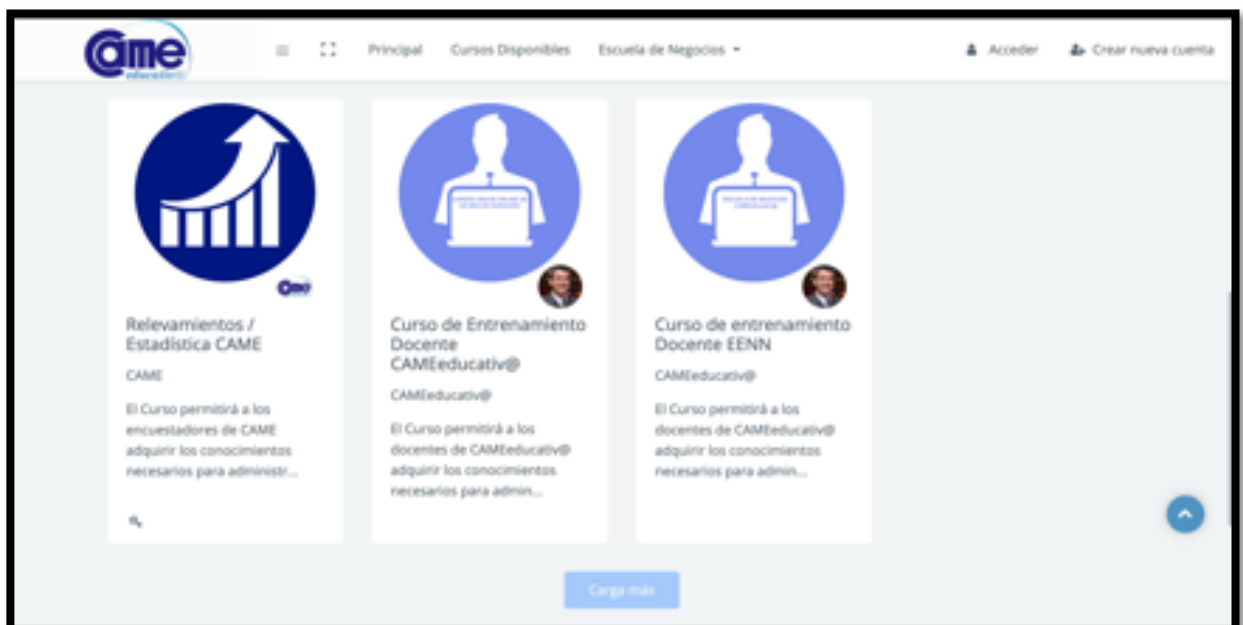 Came
educativ@
Principal
Cursos Disponibles
Escuela de Negocios
Acceder
Crear nueva cuenta
Came
Relevamientos /
Estadística CAME
CAME
El Curso permitirá a los
encuestadores de CAME
adquirir los conocimientos
necesarios para administr...
Curso de Entrenamiento
Docente
CAMEeducativ@
CAMEeducativ@
El Curso permitirá a los
docentes de CAMEeducativ@
adquirir los conocimientos
necesarios para admin...
Curso de entrenamiento
Docente EENN
CAMEeducativ@
El Curso permitirá a los
docentes de CAMEeducativ@
adquirir los conocimientos
necesarios para admin...
Carga más